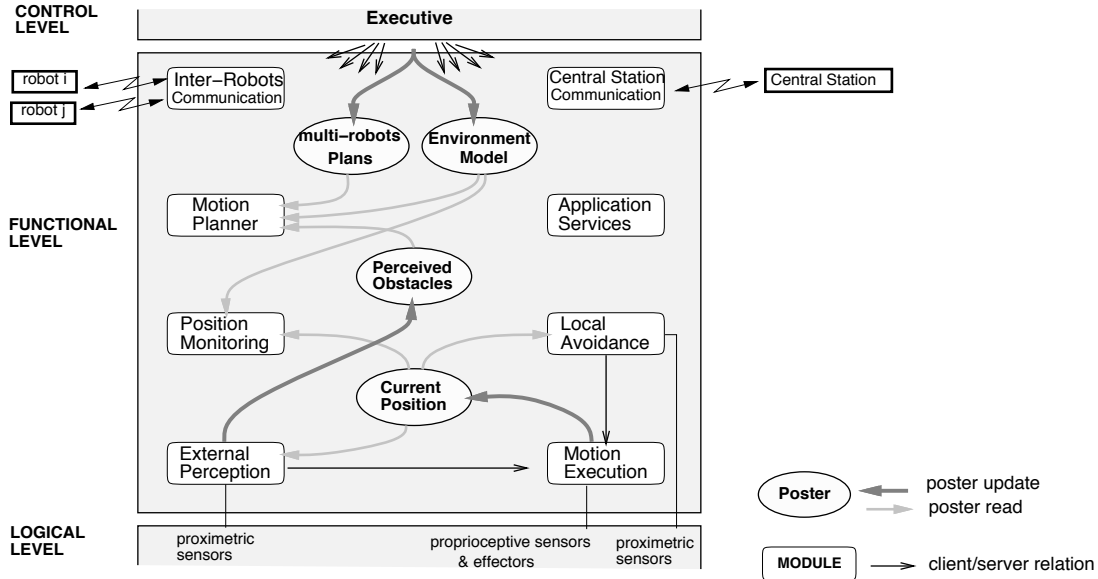 CONTROL
LEVEL
Executive
robot i
robot j
Inter-Robots
Communication
Central Station
Communication
Central Station
multi-robots
Plans
Environment
Model
Motion
Planner
Application
Services
FUNCTIONAL
LEVEL
Perceived
Obstacles
Position
Monitoring
Local
Avoidance
Current
Position
External
Perception
Motion
Execution
Poster
poster update
poster read
LOGICAL
LEVEL
proximetric
sensors
proprioceptive sensors
& effectors
proximetric
sensors
MODULE
client/server relation